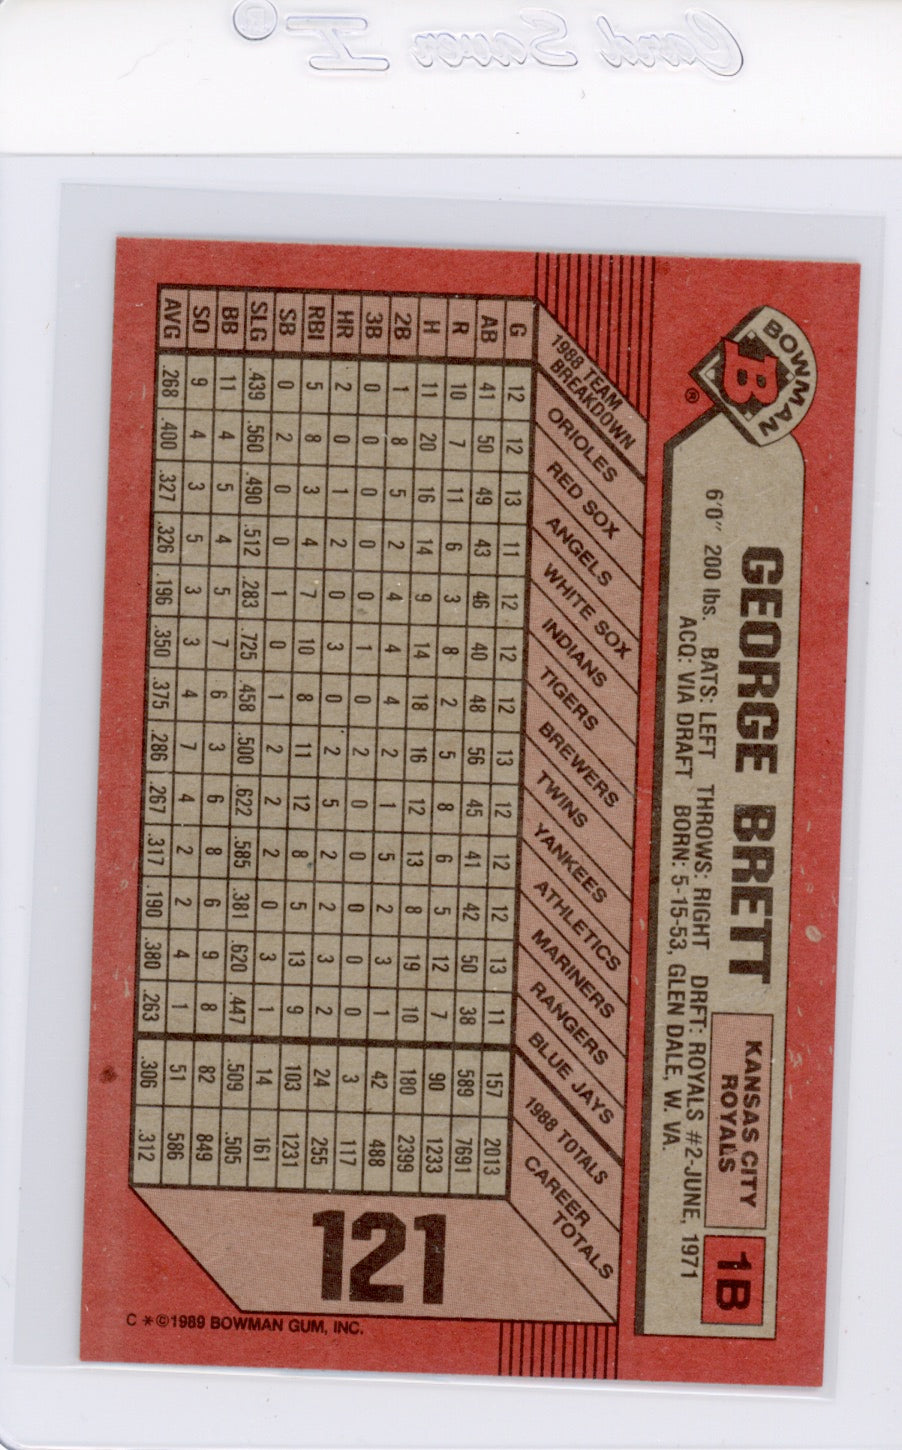 Card Saver I ®
BOWMAN
B ®
GEORGE BRETT
KANSAS CITY
ROYALS
1B
6'0" 200 lbs. BATS: LEFT THROWS: RIGHT DRFT: ROYALS #2-JUNE, 1971
ACQ: VIA DRAFT BORN: 5-15-53, GLEN DALE, W. VA.
1988 TEAM
BREAKDOWN
ORIOLES
RED SOX
ANGELS
WHITE SOX
INDIANS
TIGERS
BREWERS
TWINS
YANKEES
ATHLETICS
MARINERS
RANGERS
BLUE JAYS
1988 TOTALS
CAREER
TOTALS
G 12 12 13 11 12 12 12 13 12 12 12 13 11 157 2013
AB 41 50 49 43 46 40 48 56 45 41 42 50 38 589 7691
R 10 7 11 6 3 8 2 5 8 6 5 12 7 90 1233
H 11 20 16 14 9 14 18 16 12 13 8 19 10 180 2399
2B 1 8 5 2 4 4 4 2 1 5 2 3 1 42 488
3B 0 0 0 0 0 1 0 2 0 0 0 0 0 3 117
HR 2 0 1 2 0 3 0 2 5 2 2 3 2 24 255
RBI 5 8 3 4 7 10 8 11 12 8 5 13 9 103 1231
SB 0 2 0 0 1 0 1 2 2 2 0 3 1 14 161
SLG .439 .560 .490 .512 .283 .725 .458 .500 .622 .585 .381 .620 .447 .509 .505
BB 11 4 5 4 5 7 6 3 6 8 6 9 8 82 849
SO 9 4 3 5 3 3 4 7 4 2 2 4 1 51 586
AVG .268 .400 .327 .326 .196 .350 .375 .286 .267 .317 .190 .380 .263 .306 .312
121
C *©1989 BOWMAN GUM, INC.